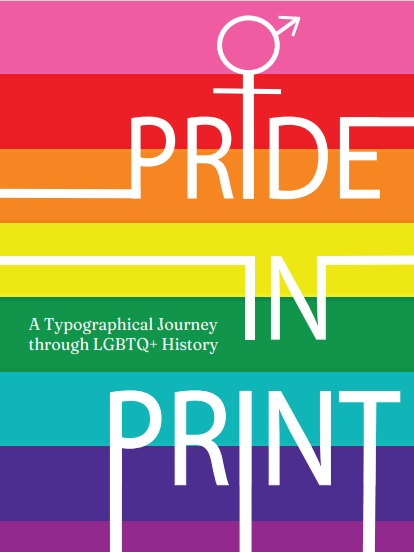 PRIDE
IN
A Typographical Journey
through LGBTQ+ History
PRINT